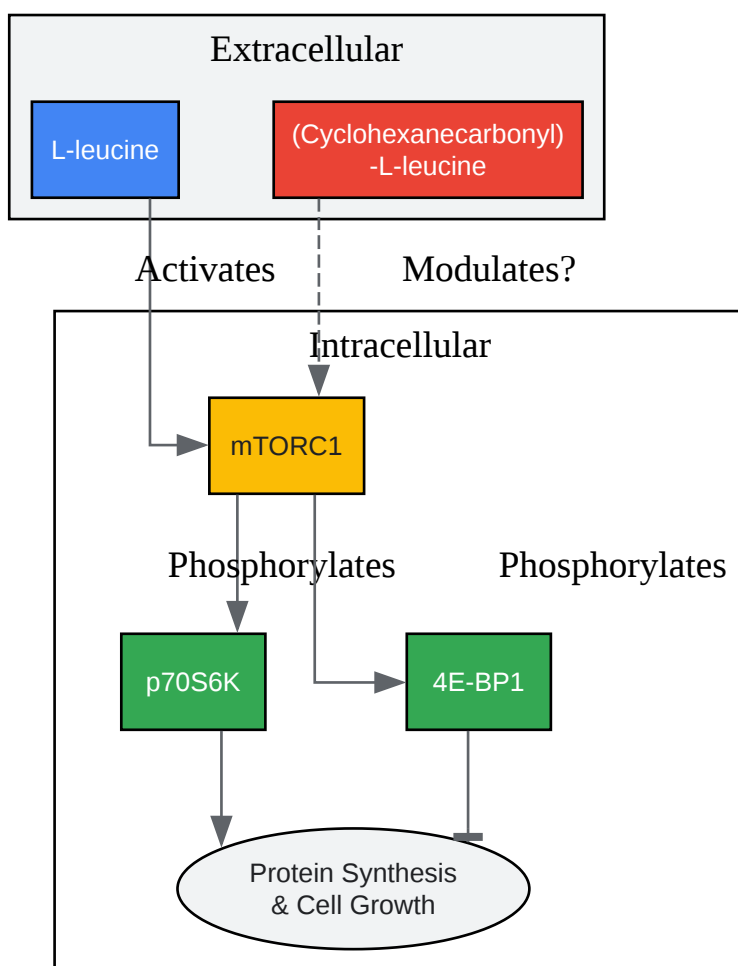 Extracellular
L-leucine
(Cyclohexanecarbonyl)
-L-leucine
Activates
Modulates?
Intracellular
mTORC1
Phosphorylates
Phosphorylates
p70S6K
4E-BP1
Protein Synthesis
& Cell Growth